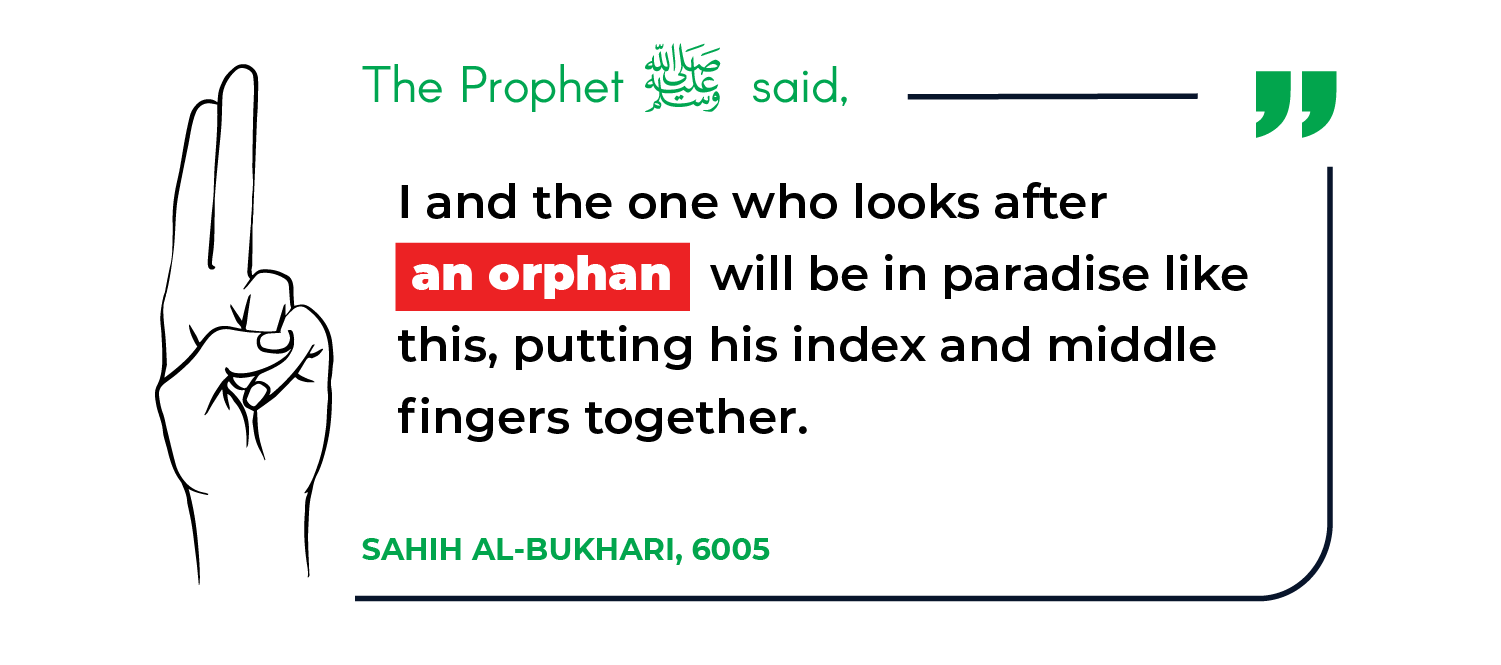 The Prophet ﷺ said,
”
I and the one who looks after
an orphan will be in paradise like
this, putting his index and middle
fingers together.
SAHIH AL-BUKHARI, 6005